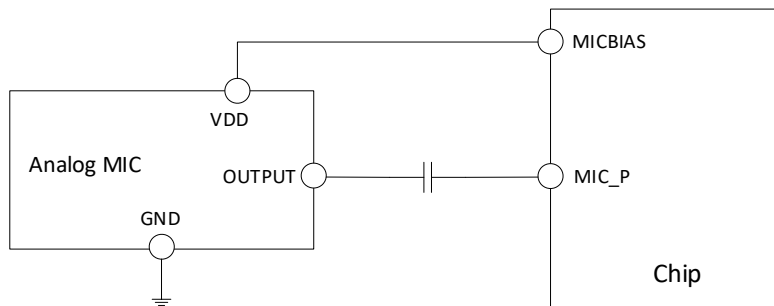 MICBIAS
VDD
Analog MIC
OUTPUT
MIC_P
GND
Chip